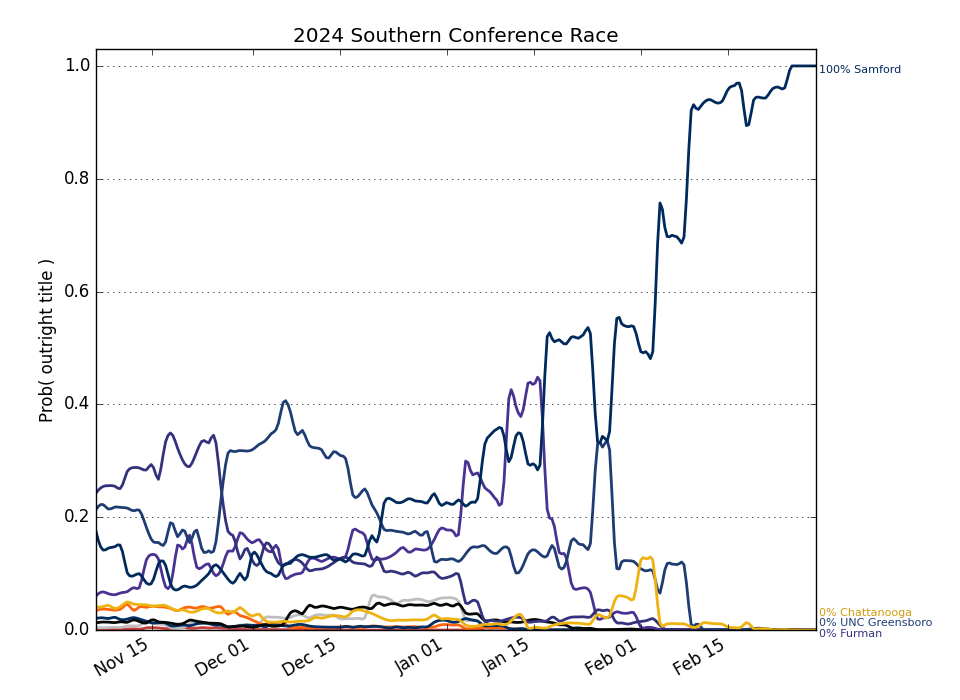 2024 Southern Conference Race
Prob( outright title )
1.0
0.8
0.6
0.4
0.2
0.0
Nov 15
Dec 01
Dec 15
Jan 01
Jan 15
Feb 01
Feb 15
100% Samford
0% Chattanooga
0% UNC Greensboro
0% Furman